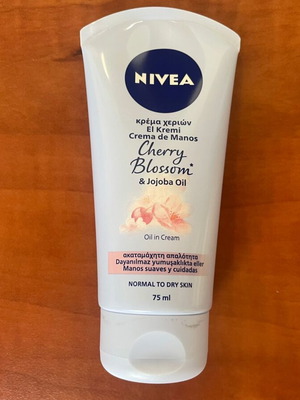 NIVEA
κρέμα χεριών
El Kremi
Crema de Manos
Cherry
Blossom*
& Jojoba Oil
Oil in Cream
ακαταμάχητη απαλότητα
Dayanılmaz yumuşaklıkta eller
Manos suaves y cuidadas
NORMAL TO DRY SKIN
75 ml